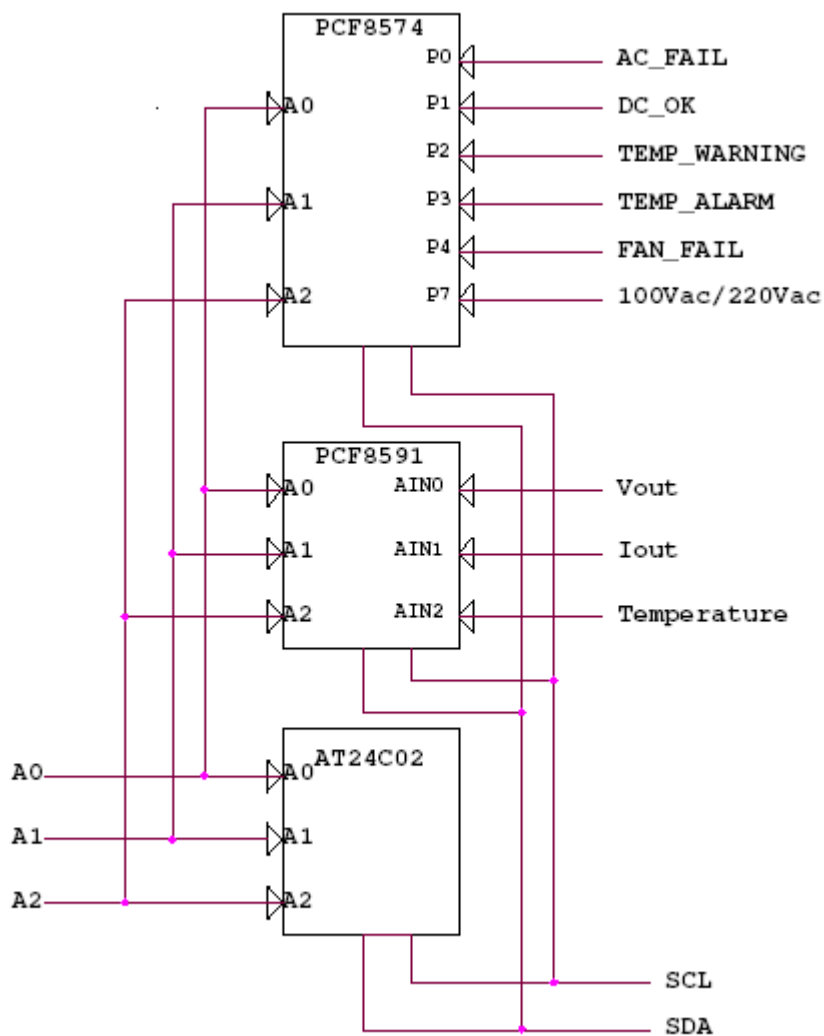 PCF8574
P0 AC_FAIL
A0 P1 DC_OK
P2 TEMP_WARNING
A1 P3 TEMP_ALARM
P4 FAN_FAIL
A2 P7 100Vac/220Vac
PCF8591
A0 AIN0 Vout
A1 AIN1 Iout
A2 AIN2 Temperature
AT24C02
A0 A0
A1 A1
A2 A2
SCL
SDA